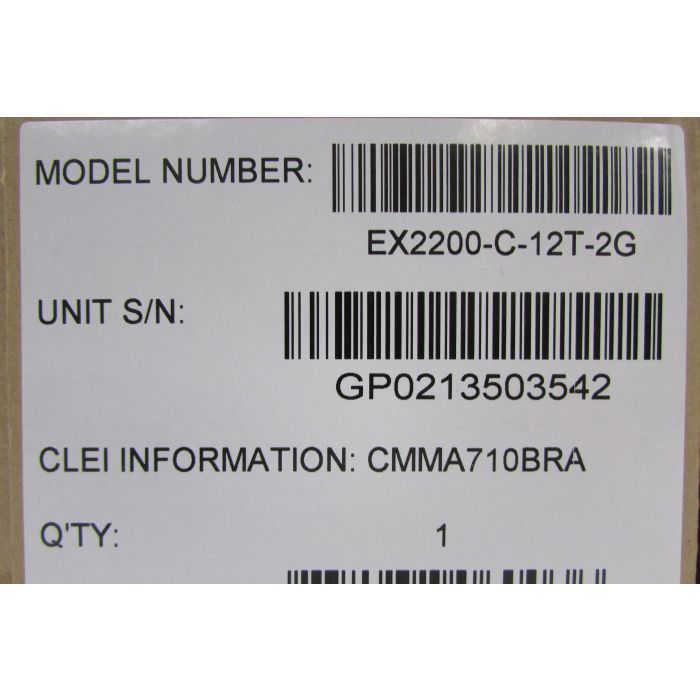 MODEL NUMBER:
EX2200-C-12T-2G
UNIT S/N:
GP0213503542
CLEI INFORMATION: CMMA710BRA
Q'TY: 1